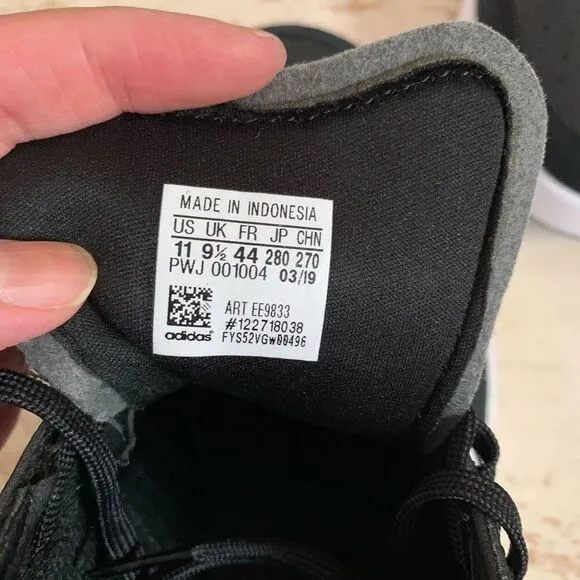 MADE IN INDONESIA
US UK FR JP CHN
11 9½ 44 280 270
PWJ 001004 03/19
ART EE9833
#122718038
adidas® FYS52VGW00496